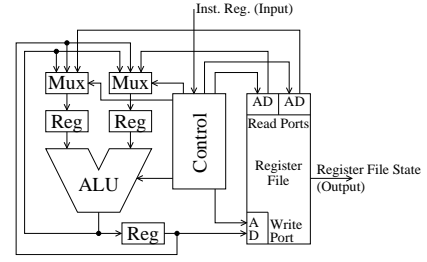 Inst. Reg. (Input)
Mux
Mux
AD
AD
Reg
Reg
Control
Read Ports
Register
File
Register File State
(Output)
ALU
A
D
Write
Port
Reg